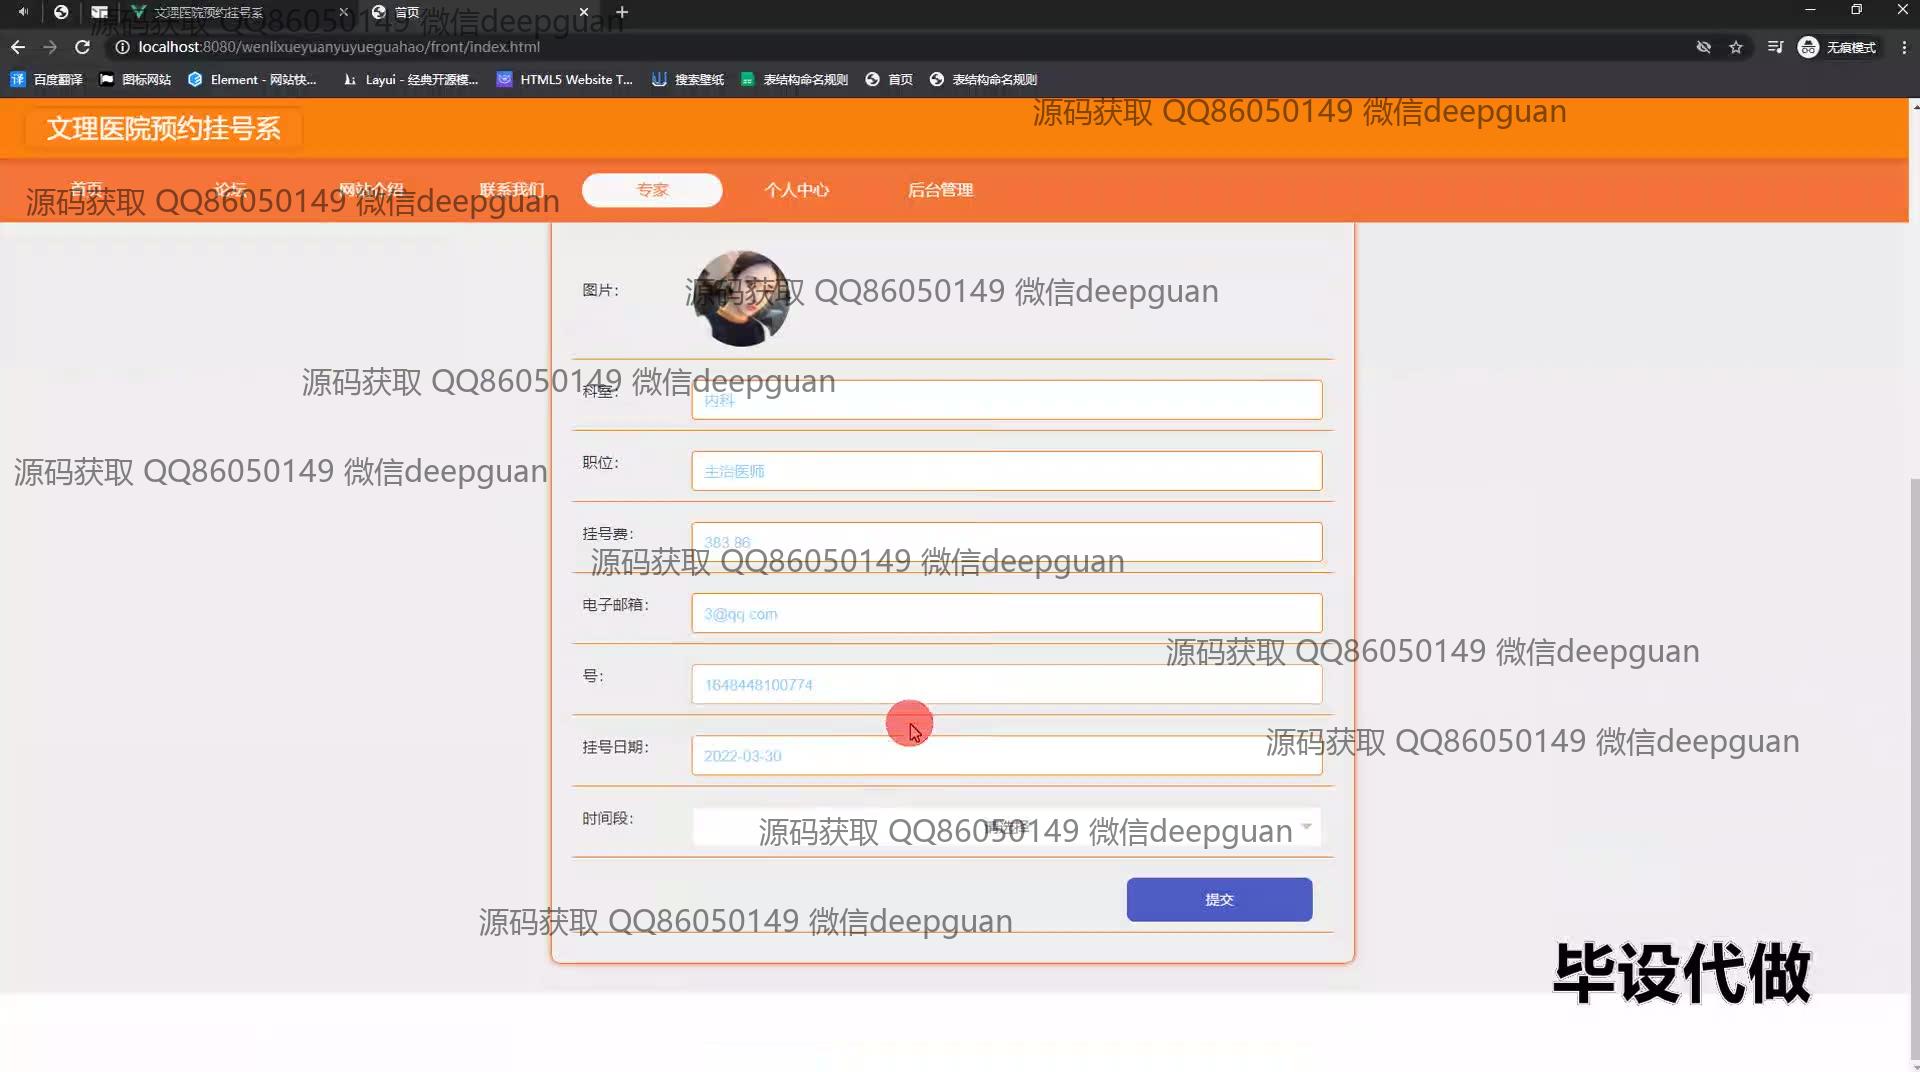 文理医院预约挂号系
首页
localhost:8080/wenlixueyuanyuyueguahao/front/index.html
无痕模式
百度翻译
图标网站
Element - 网站快...
Layui - 经典开源模...
HTML5 Website T...
搜索壁纸
表结构命名规则
首页
表结构命名规则
源码获取 QQ86050149 微信deepguan
文理医院预约挂号系
源码获取 QQ86050149 微信deepguan
首页
论坛
网站介绍
联系我们
专家
个人中心
后台管理
源码获取 QQ86050149 微信deepguan
图片:
源码获取 QQ86050149 微信deepguan
源码获取 QQ86050149 微信deepguan
科室:
内科
职位:
主治医师
源码获取 QQ86050149 微信deepguan
挂号费:
383.86
源码获取 QQ86050149 微信deepguan
电子邮箱:
3@qq.com
源码获取 QQ86050149 微信deepguan
号:
1648448100774
挂号日期:
2022-03-30
源码获取 QQ86050149 微信deepguan
时间段:
请选择
源码获取 QQ86050149 微信deepguan
提交
源码获取 QQ86050149 微信deepguan
毕设代做